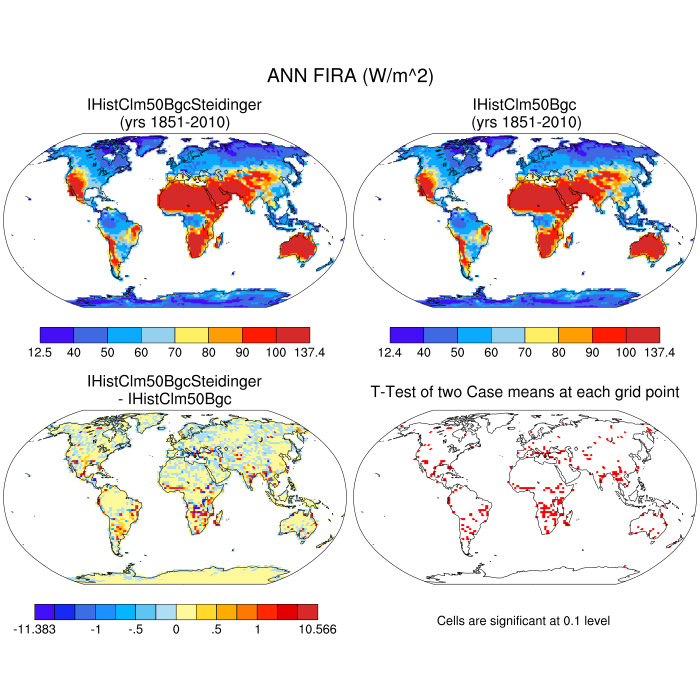 ANN FIRA (W/m^2)
IHistClm50BgcSteidinger
(yrs 1851-2010)
IHistClm50Bgc
(yrs 1851-2010)
12.5 40 50 60 70 80 90 100 137.4
12.4 40 50 60 70 80 90 100 137.4
IHistClm50BgcSteidinger
- IHistClm50Bgc
T-Test of two Case means at each grid point
-11.383 -1 -.5 0 .5 1 10.566
Cells are significant at 0.1 level